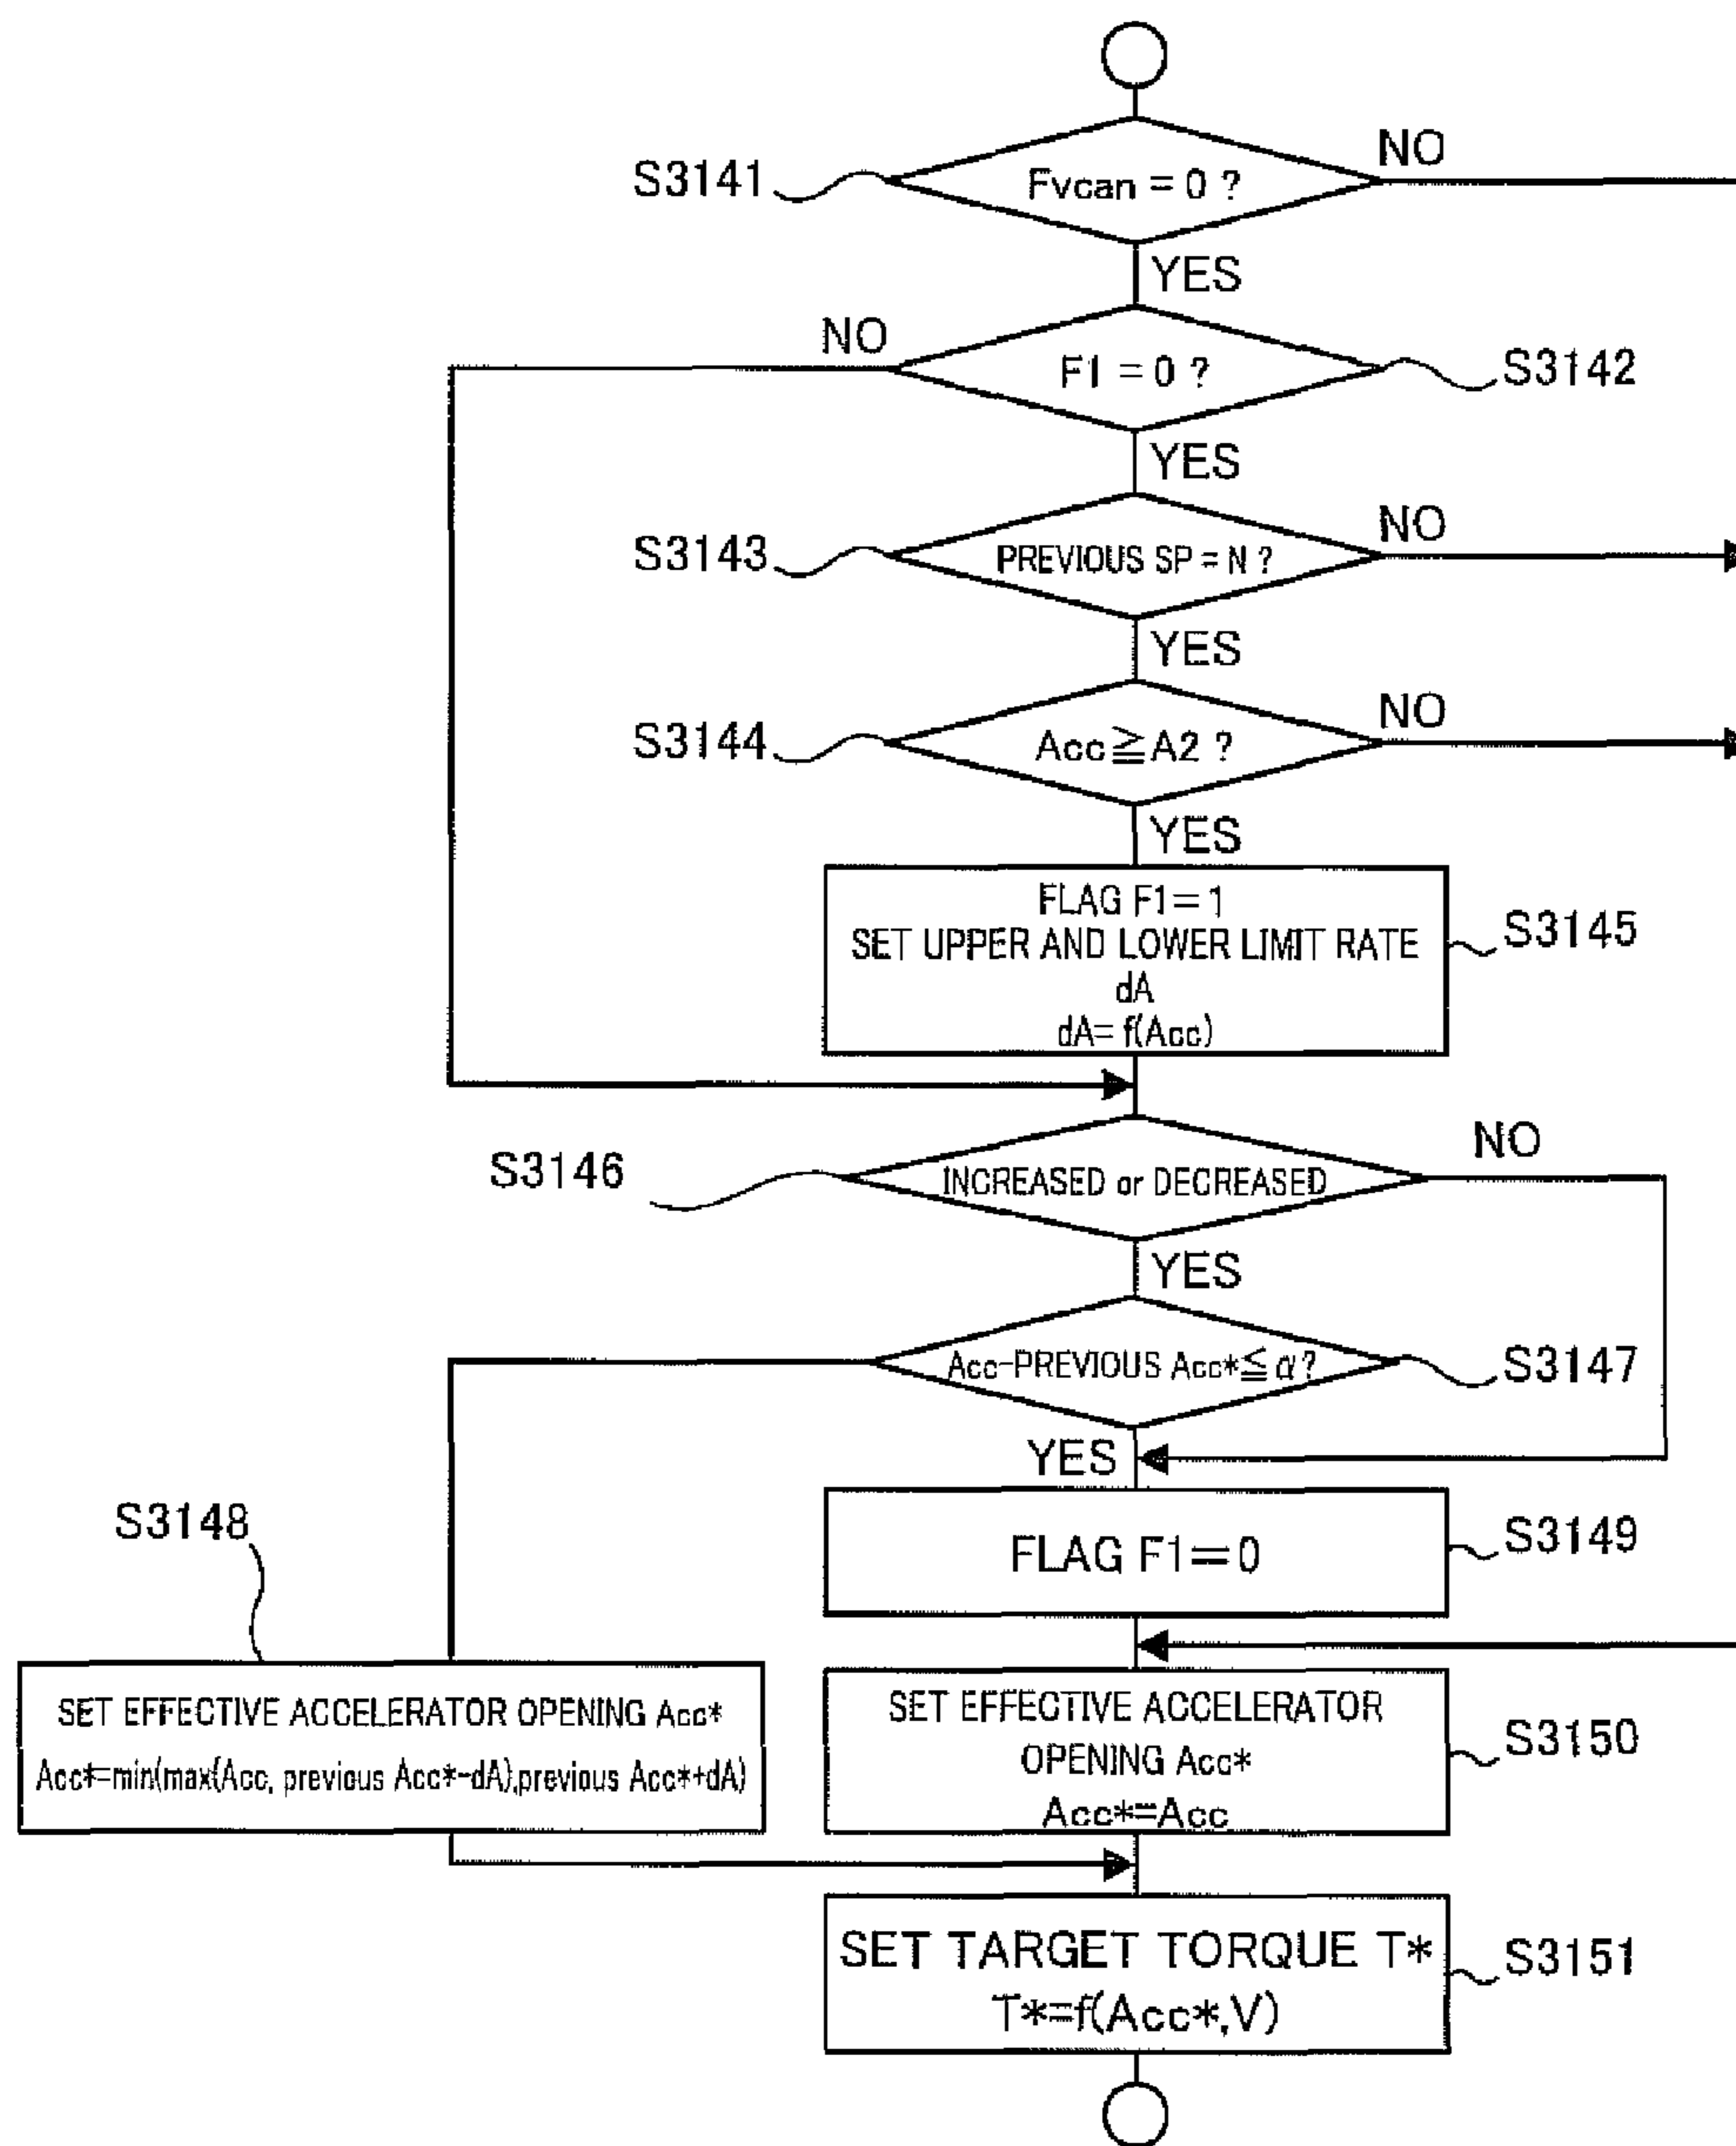 NO
S3141
Fvcan = 0 ?
YES
NO
F1 = 0 ?
S3142
YES
NO
S3143
PREVIOUS SP = N ?
YES
NO
S3144
Acc≧A2 ?
YES
FLAG F1=1
SET UPPER AND LOWER LIMIT RATE
dA
dA= f(Acc)
S3145
NO
S3146
INCREASED or DECREASED
YES
Acc-PREVIOUS Acc*≦α?
S3147
YES
S3148
FLAG F1=0
S3149
SET EFFECTIVE ACCELERATOR OPENING Acc*
Acc*=min(max(Acc, previous Acc*-dA),previous Acc*+dA)
SET EFFECTIVE ACCELERATOR
OPENING Acc*
Acc*=Acc
S3150
SET TARGET TORQUE T*
T*=f(Acc*,V)
S3151